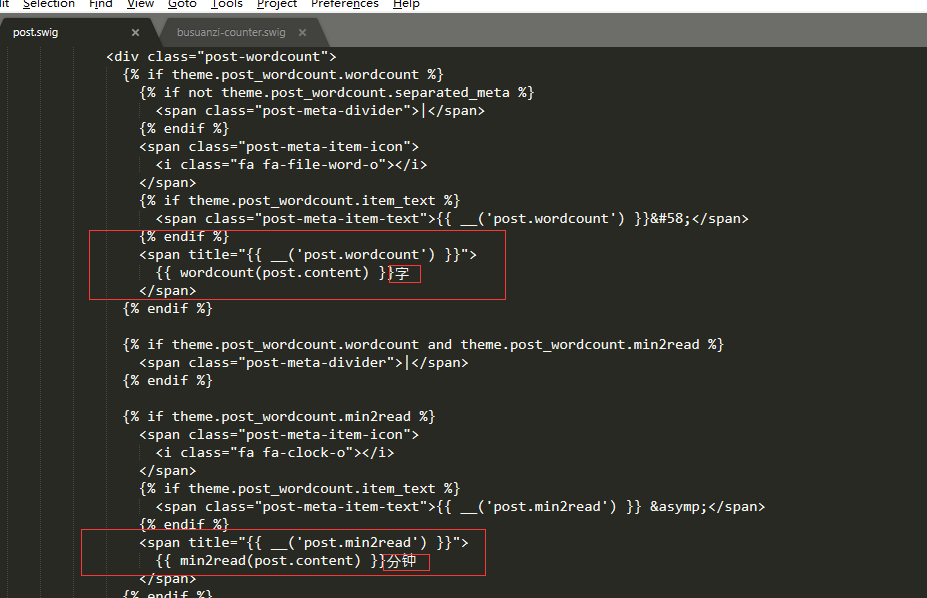 lit Selection Find View Goto Tools Project Preferences Help
post.swig × busuanzi-counter.swig ×
<div class="post-wordcount">
{% if theme.post_wordcount.wordcount %}
{% if not theme.post_wordcount.separated_meta %}
<span class="post-meta-divider">|</span>
{% endif %}
<span class="post-meta-item-icon">
<i class="fa fa-file-word-o"></i>
</span>
{% if theme.post_wordcount.item_text %}
<span class="post-meta-item-text">{{ __('post.wordcount') }}&#58;</span>
{% endif %}
<span title="{{ __('post.wordcount') }}">
{{ wordcount(post.content) }}字
</span>
{% endif %}
{% if theme.post_wordcount.wordcount and theme.post_wordcount.min2read %}
<span class="post-meta-divider">|</span>
{% endif %}
{% if theme.post_wordcount.min2read %}
<span class="post-meta-item-icon">
<i class="fa fa-clock-o"></i>
</span>
{% if theme.post_wordcount.item_text %}
<span class="post-meta-item-text">{{ __('post.min2read') }} &asymp;</span>
{% endif %}
<span title="{{ __('post.min2read') }}">
{{ min2read(post.content) }}分钟
</span>
{% endif %}